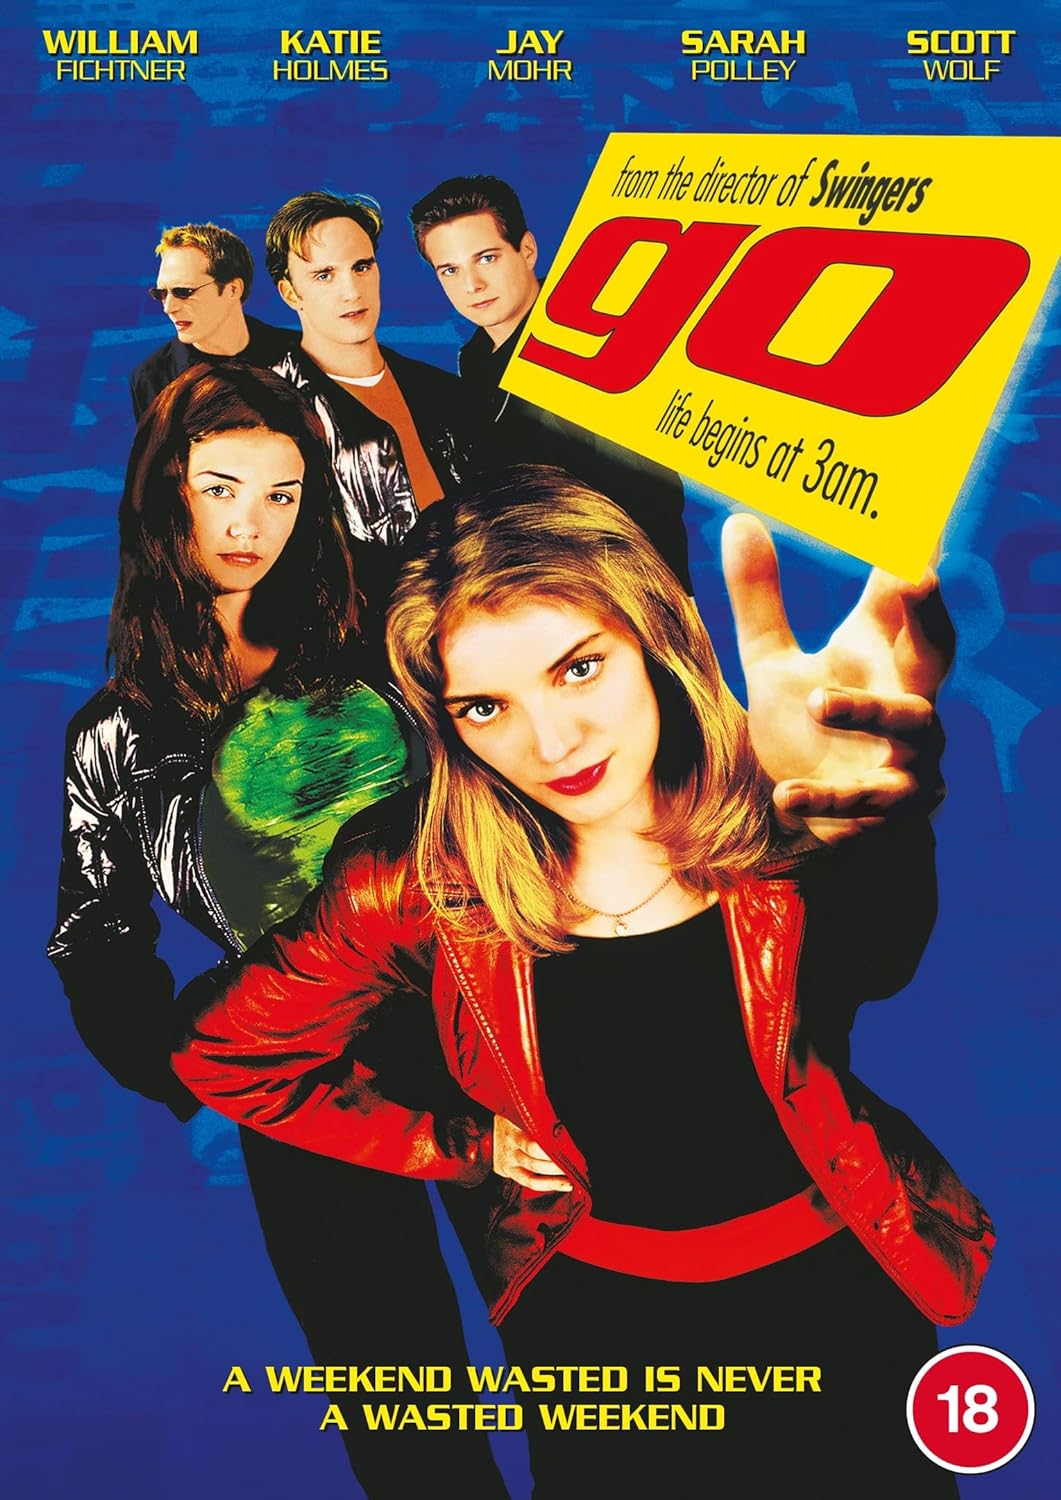 WILLIAM FICHTNER
KATIE HOLMES
JAY MOHR
SARAH POLLEY
SCOTT WOLF
DANCE
from the director of Swingers
go
life begins at 3am.
A WEEKEND WASTED IS NEVER
A WASTED WEEKEND
18